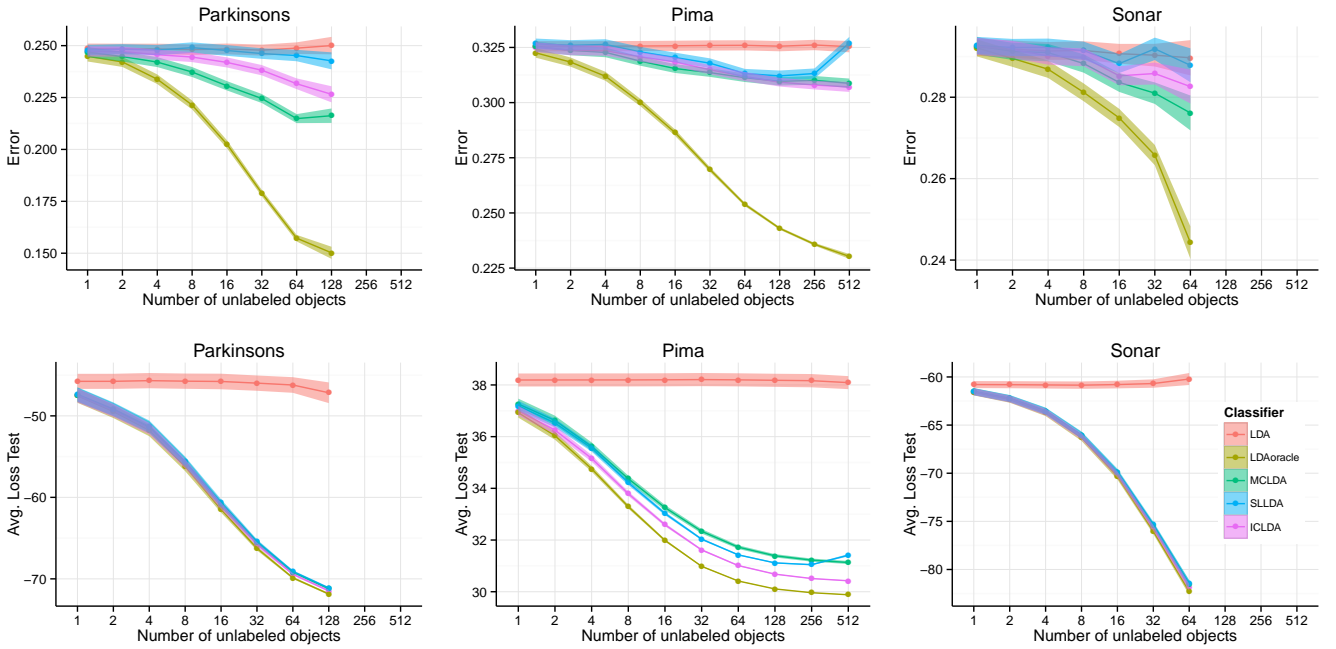 Parkinsons
Pima
Sonar
0.250
0.225
0.200
0.175
0.150
Error
1 2 4 8 16 32 64 128 256 512
Number of unlabeled objects
0.325
0.300
0.275
0.250
0.225
Error
1 2 4 8 16 32 64 128 256 512
Number of unlabeled objects
0.28
0.26
0.24
Error
1 2 4 8 16 32 64 128 256 512
Number of unlabeled objects
Parkinsons
Pima
Sonar
−50
−60
−70
Avg. Loss Test
1 2 4 8 16 32 64 128 256 512
Number of unlabeled objects
38
36
34
32
30
Avg. Loss Test
1 2 4 8 16 32 64 128 256 512
Number of unlabeled objects
−60
−65
−70
−75
−80
Avg. Loss Test
1 2 4 8 16 32 64 128 256 512
Number of unlabeled objects
Classifier
LDA
LDAoracle
MCLDA
SLLDA
ICLDA